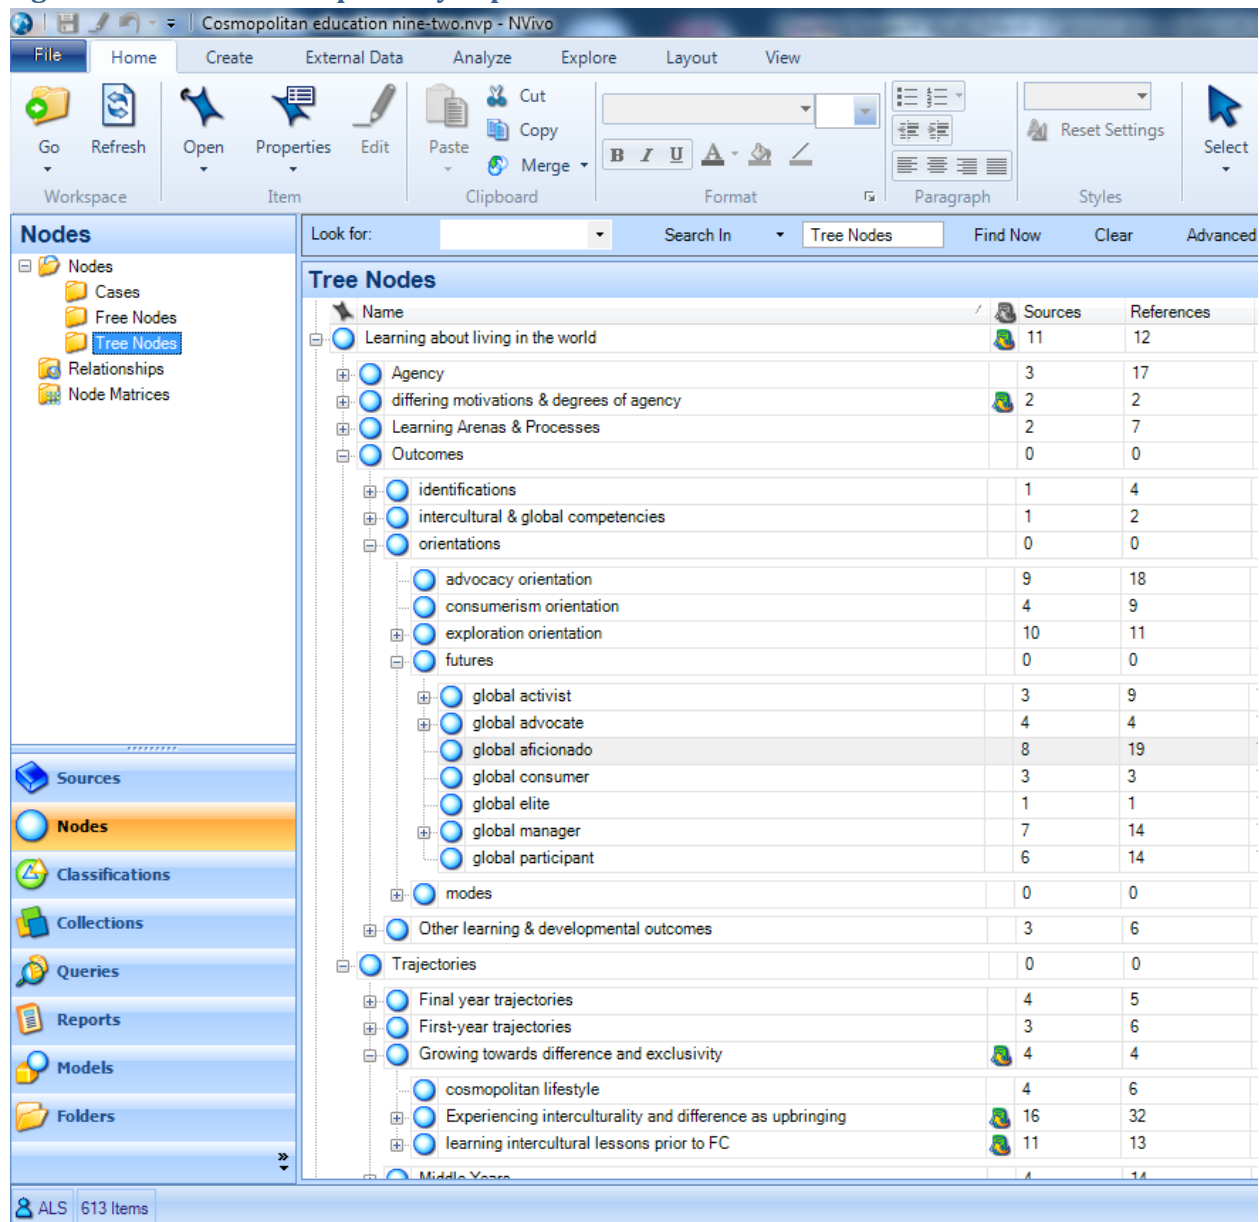 Cosmopolitan education nine-two.nvp - NVivo
File Home Create External Data Analyze Explore Layout View
Go Refresh Open Properties Edit Paste Cut Copy Merge B I U A Reset Settings Select
Workspace Item Clipboard Format Paragraph Styles
Nodes
Look for: Search In Tree Nodes Find Now Clear Advanced
Nodes
Cases
Free Nodes
Tree Nodes
Relationships
Node Matrices
Sources
Nodes
Classifications
Collections
Queries
Reports
Models
Folders
Tree Nodes
Name Sources References
Learning about living in the world 11 12
Agency 3 17
differing motivations & degrees of agency 2 2
Learning Arenas & Processes 2 7
Outcomes 0 0
identifications 1 4
intercultural & global competencies 1 2
orientations 0 0
advocacy orientation 9 18
consumerism orientation 4 9
exploration orientation 10 11
futures 0 0
global activist 3 9
global advocate 4 4
global aficionado 8 19
global consumer 3 3
global elite 1 1
global manager 7 14
global participant 6 14
modes 0 0
Other learning & developmental outcomes 3 6
Trajectories 0 0
Final year trajectories 4 5
First-year trajectories 3 6
Growing towards difference and exclusivity 4 4
cosmopolitan lifestyle 4 6
Experiencing interculturality and difference as upbringing 16 32
learning intercultural lessons prior to FC 11 13
Middle Years 4 14
ALS 613 Items